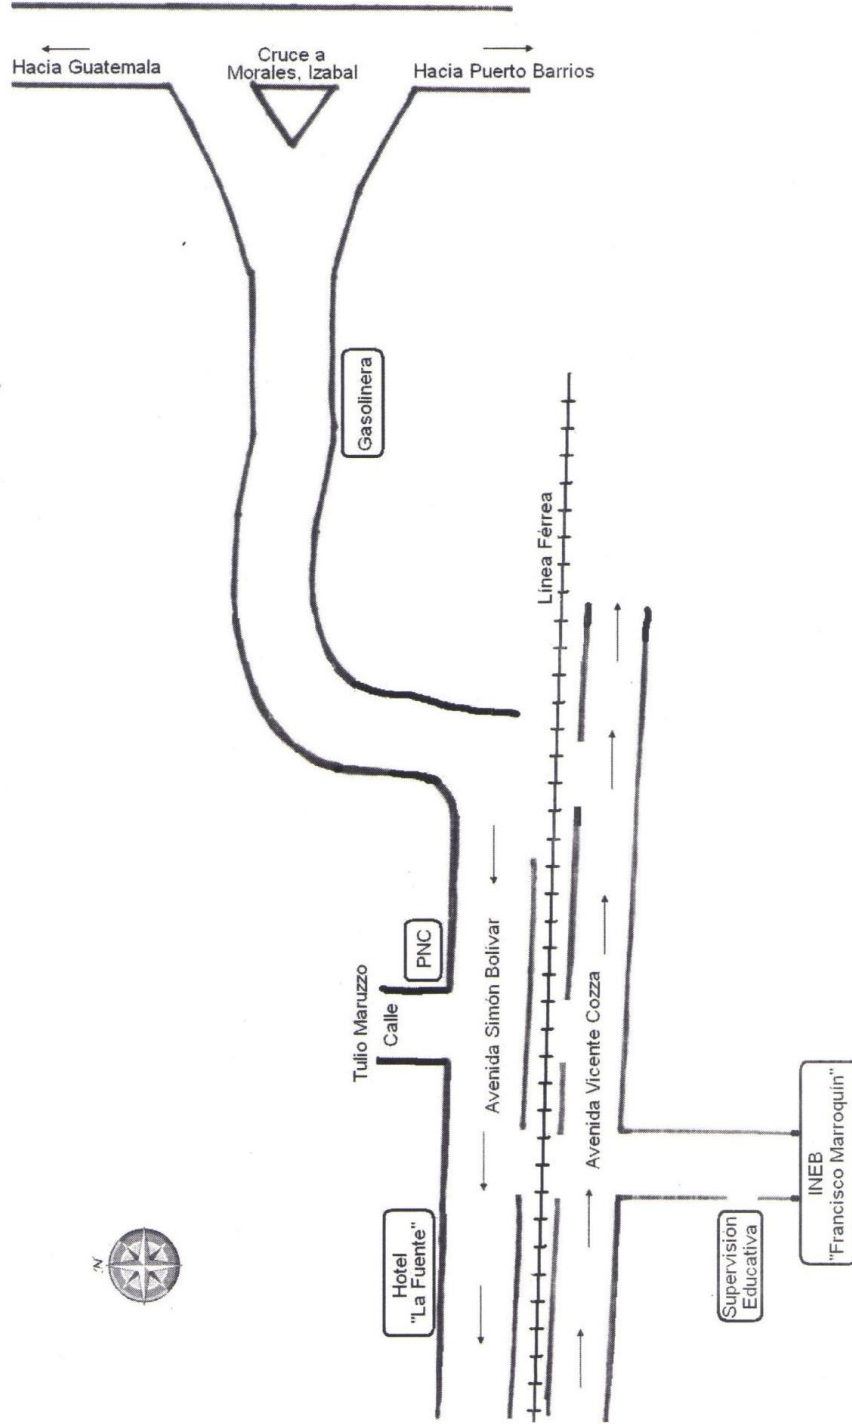 Hacia Guatemala
Cruce a
Morales, Izabal
Hacia Puerto Barrios
Gasolinera
Línea Férrea
PNC
Tulio Maruzzo
Calle
Avenida Simón Bolívar
Avenida Vicente Cozza
Hotel
"La Fuente"
Supervisión
Educativa
INEB
"Francisco Marroquín"
N